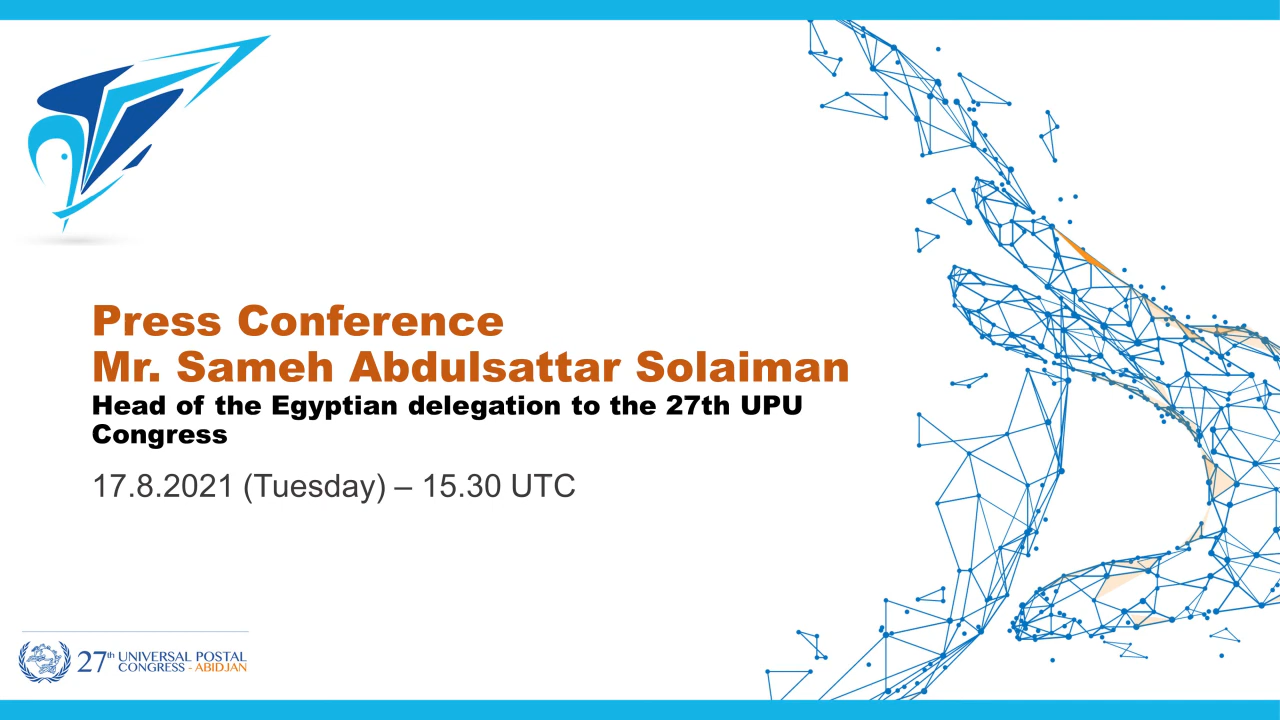 Press Conference
Mr. Sameh Abdulsattar Solaiman
Head of the Egyptian delegation to the 27th UPU
Congress
17.8.2021 (Tuesday) – 15.30 UTC
27th UNIVERSAL POSTAL
CONGRESS - ABIDJAN